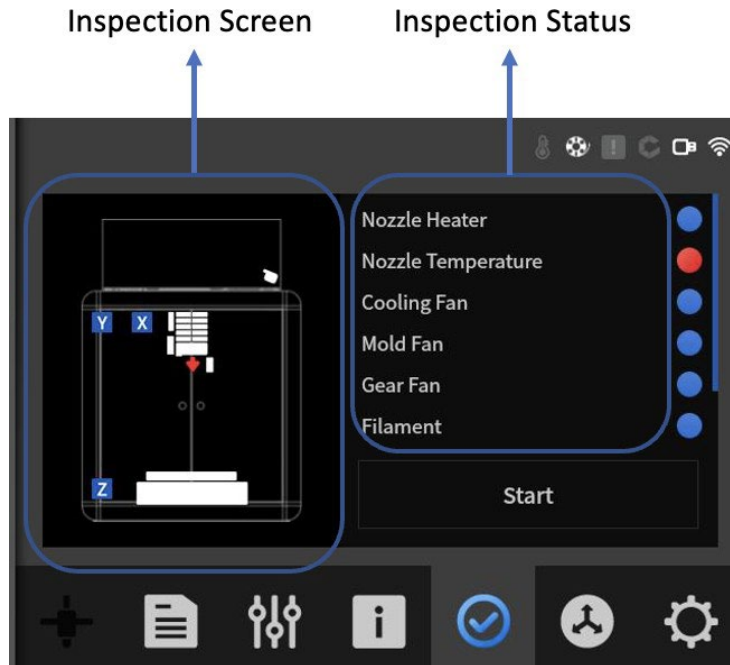 Inspection Screen
Inspection Status
Nozzle Heater
Nozzle Temperature
Cooling Fan
Mold Fan
Gear Fan
Filament
Y
X
Z
Start